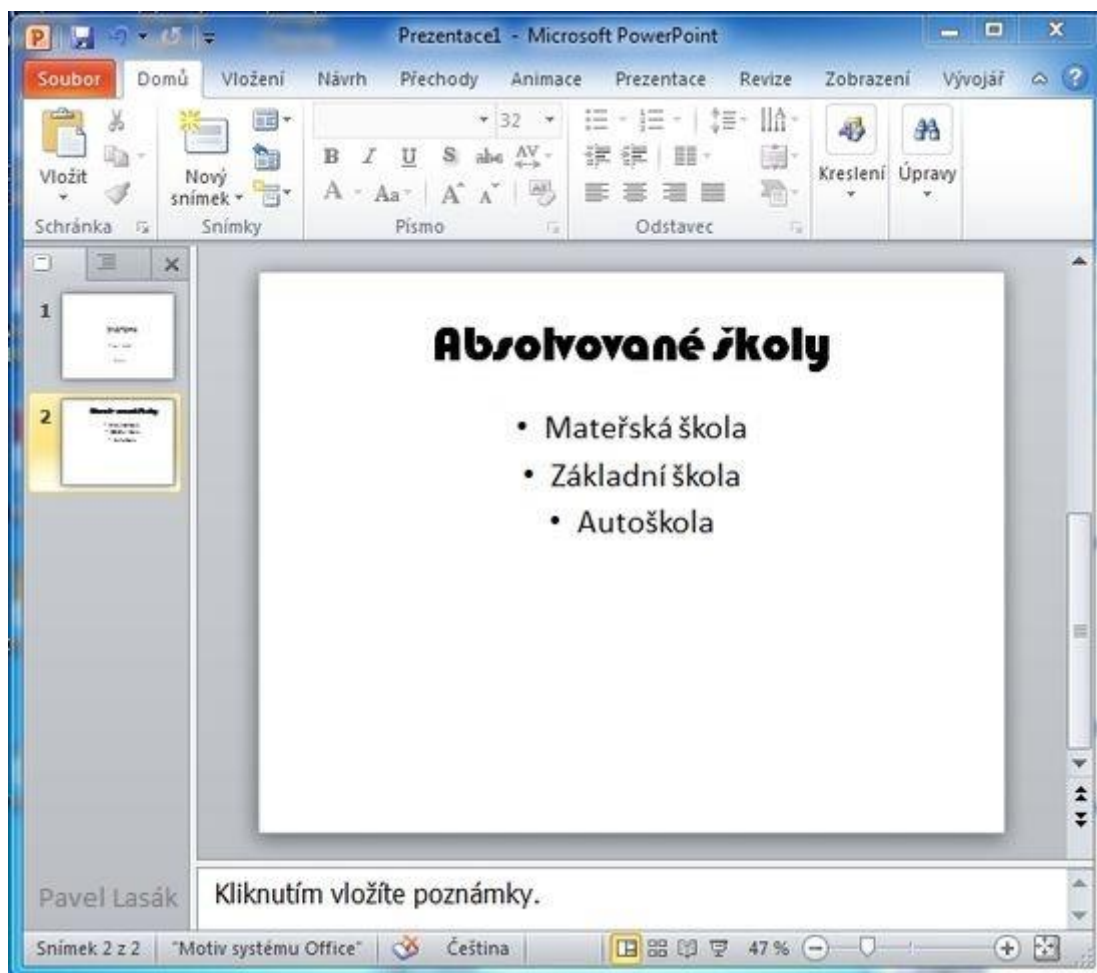 Prezentace1 - Microsoft PowerPoint
Soubor Domů Vložení Návrh Přechody Animace Prezentace Revize Zobrazení Vývojář
32
B I U S abc AV
A Aa A A
Vložit
Nový snímek
Kreslení Úpravy
Schránka Snímky Písmo Odstavec
1
2
Absolvované školy
• Mateřská škola
• Základní škola
• Autoškola
Pavel Lasák
Kliknutím vložíte poznámky.
Snímek 2 z 2 "Motiv systému Office" Čeština 47 %